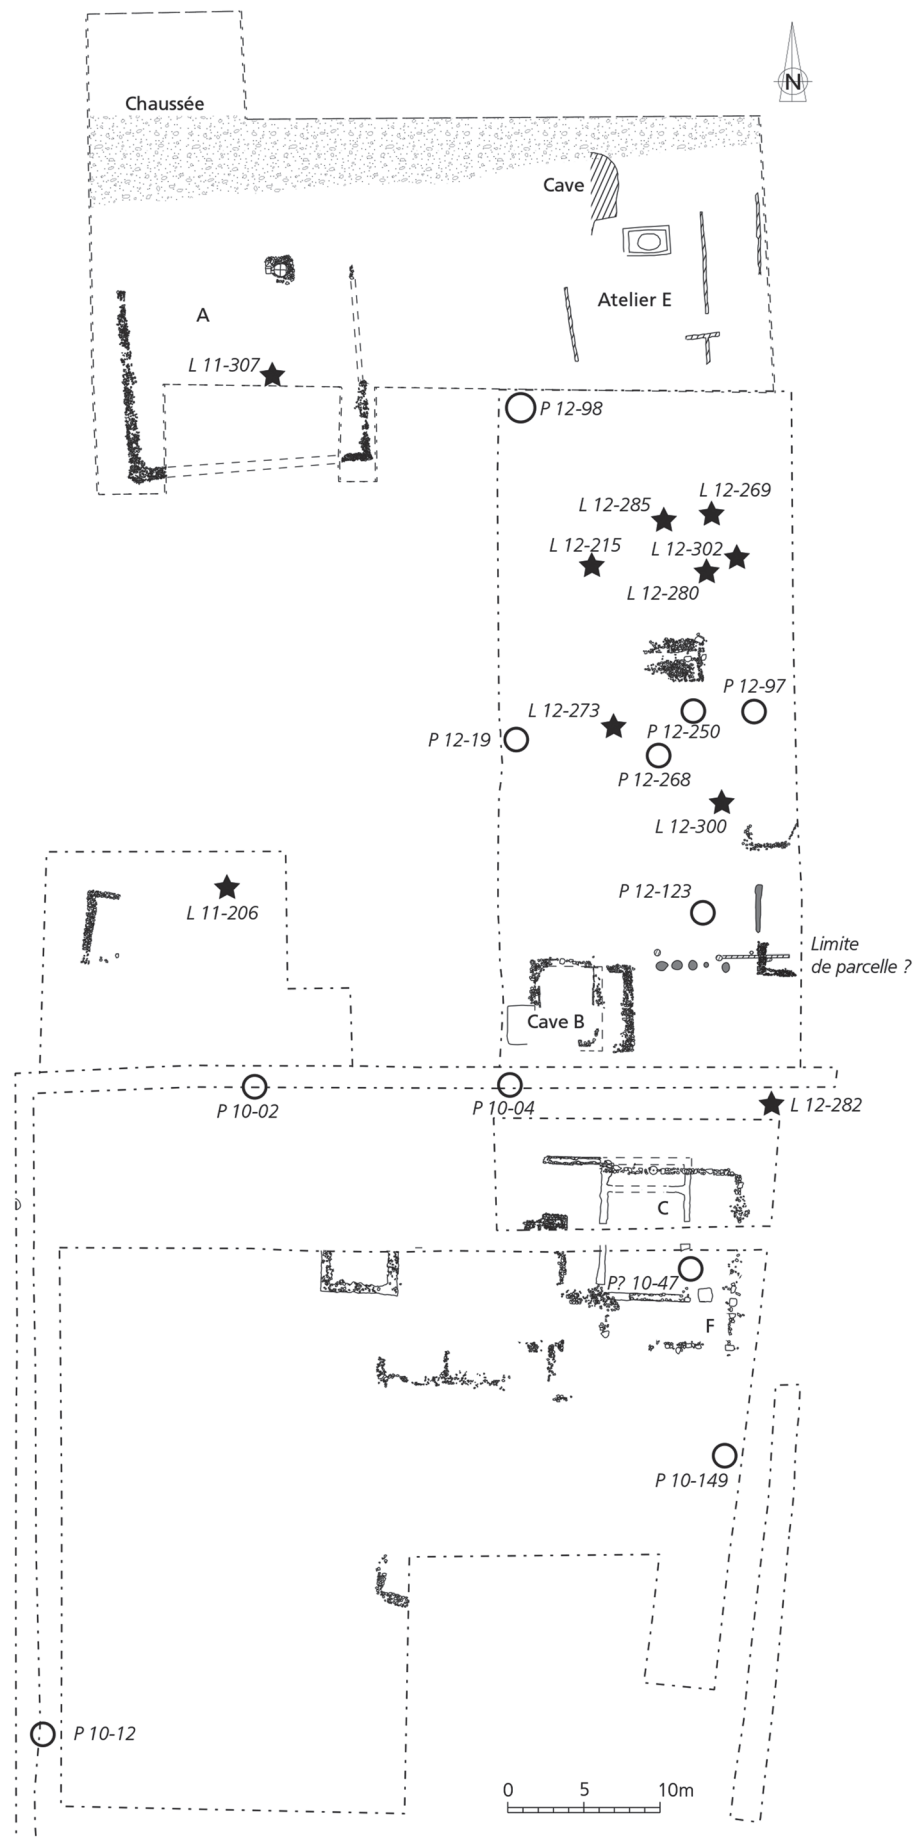 N
Chaussée
Cave
Atelier E
A
L 11-307
P 12-98
L 12-269
L 12-285
L 12-215
L 12-302
L 12-280
P 12-97
L 12-273
P 12-250
P 12-19
P 12-268
L 12-300
P 12-123
L 11-206
Limite
de parcelle ?
Cave B
P 10-02
P 10-04
L 12-282
C
P? 10-47
F
P 10-149
P 10-12
0 5 10m